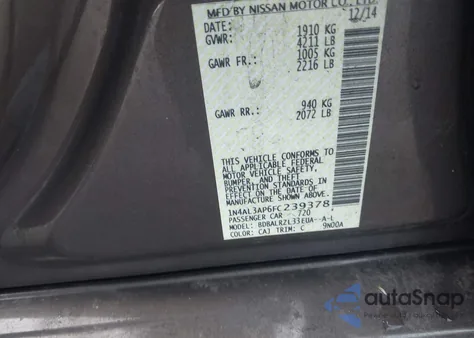 MFD BY NISSAN MOTOR CO., LTD.
DATE: 12/14
GVWR: 1910 KG
4211 LB
GAWR FR.: 1005 KG
2216 LB
GAWR RR.: 940 KG
2072 LB
THIS VEHICLE CONFORMS TO
ALL APPLICABLE FEDERAL
MOTOR VEHICLE SAFETY,
BUMPER, AND THEFT
PREVENTION STANDARDS IN
EFFECT ON THE DATE OF
MANUFACTURE SHOWN ABOVE.
1N4AL3AP6FC239378
PASSENGER CAR 720
MODEL: BDBALRZL33EUA--A-L
COLOR: CAJ TRIM: C 9N00A
autoSnap